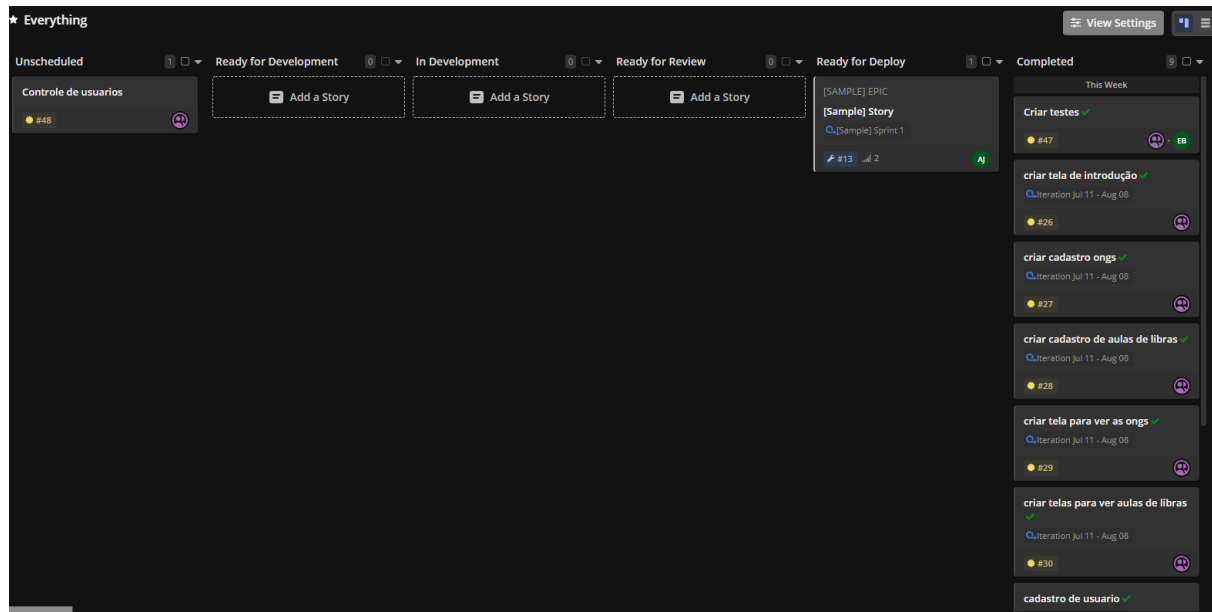 Everything
View Settings
Unscheduled 1
Controle de usuarios
#48
Ready for Development 0
Add a Story
In Development 0
Add a Story
Ready for Review 0
Add a Story
Ready for Deploy 1
[SAMPLE] EPIC
[Sample] Story
[Sample] Sprint 1
#13 2
AJ
Completed 9
This Week
Criar testes
#47
EB
criar tela de introdução
Iteration Jul 11 - Aug 08
#26
criar cadastro ongs
Iteration Jul 11 - Aug 08
#27
criar cadastro de aulas de libras
Iteration Jul 11 - Aug 08
#28
criar tela para ver as ongs
Iteration Jul 11 - Aug 08
#29
criar telas para ver aulas de libras
Iteration Jul 11 - Aug 08
#30
cadastro de usuario